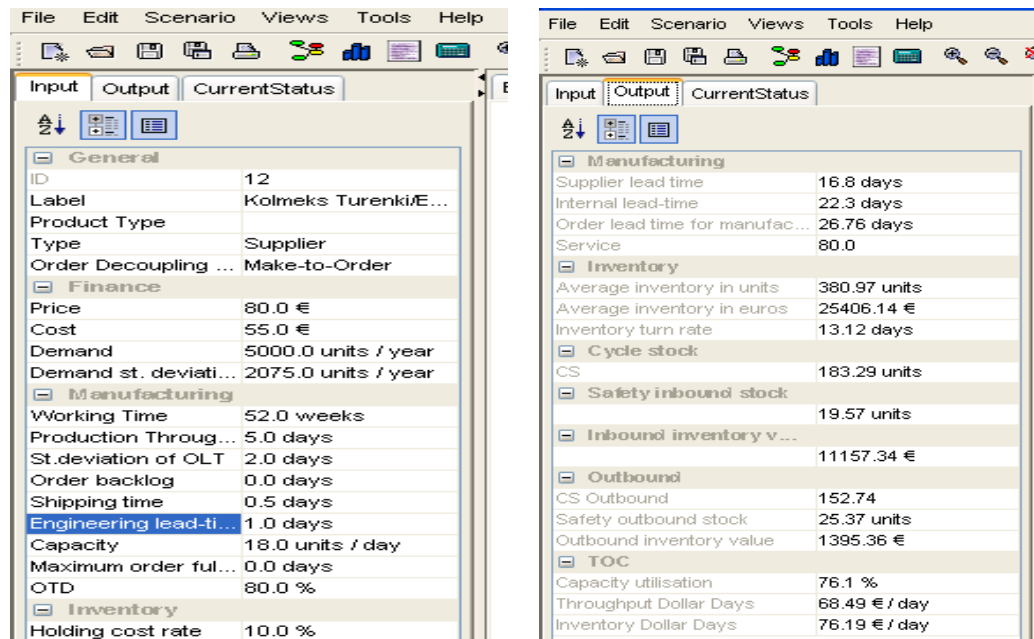 File Edit Scenario Views Tools Help
Input Output CurrentStatus
General
ID 12
Label Kolmeks Turenki/E...
Product Type
Type Supplier
Order Decoupling ... Make-to-Order
Finance
Price 80.0 €
Cost 55.0 €
Demand 5000.0 units / year
Demand st. deviati... 2075.0 units / year
Manufacturing
Working Time 52.0 weeks
Production Throug... 5.0 days
St.deviation of OLT 2.0 days
Order backlog 0.0 days
Shipping time 0.5 days
Engineering lead-ti... 1.0 days
Capacity 18.0 units / day
Maximum order ful... 0.0 days
OTD 80.0 %
Inventory
Holding cost rate 10.0 %
File Edit Scenario Views Tools Help
Input Output CurrentStatus
Manufacturing
Supplier lead time 16.8 days
Internal lead-time 22.3 days
Order lead time for manufac... 26.76 days
Service 80.0
Inventory
Average inventory in units 380.97 units
Average inventory in euros 25406.14 €
Inventory turn rate 13.12 days
Cycle stock
CS 183.29 units
Safety inbound stock
19.57 units
Inbound inventory v...
11157.34 €
Outbound
CS Outbound 152.74
Safety outbound stock 25.37 units
Outbound inventory value 1395.36 €
TOC
Capacity utilisation 76.1 %
Throughput Dollar Days 68.49 € / day
Inventory Dollar Days 76.19 € / day